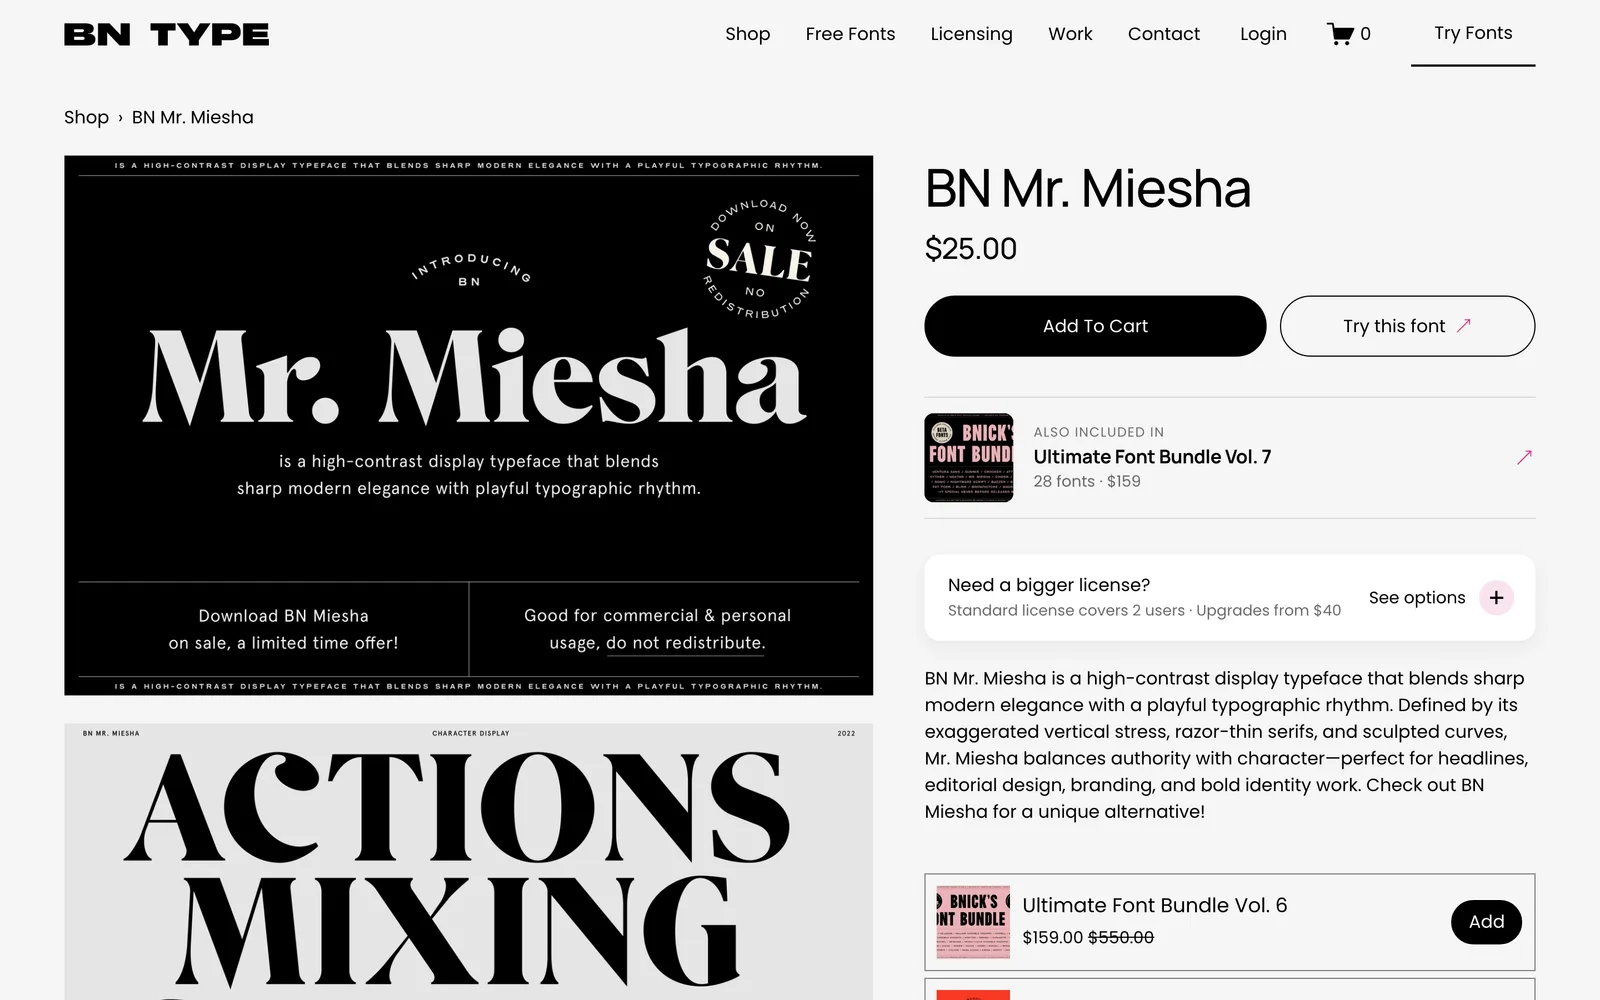 BN TYPE
Shop
Free Fonts
Licensing
Work
Contact
Login
0
Try Fonts
Shop › BN Mr. Miesha
IS A HIGH-CONTRAST DISPLAY TYPEFACE THAT BLENDS SHARP MODERN ELEGANCE WITH A PLAYFUL TYPOGRAPHIC RHYTHM.
DOWNLOAD NOW
ON
SALE
NO
REDISTRIBUTION
INTRODUCING
BN
Mr. Miesha
is a high-contrast display typeface that blends
sharp modern elegance with playful typographic rhythm.
Download BN Miesha
on sale, a limited time offer!
Good for commercial & personal
usage, do not redistribute.
IS A HIGH-CONTRAST DISPLAY TYPEFACE THAT BLENDS SHARP MODERN ELEGANCE WITH A PLAYFUL TYPOGRAPHIC RHYTHM.
BN MR. MIESHA
CHARACTER DISPLAY
2022
ACTIONS
MIXING
BN Mr. Miesha
$25.00
Add To Cart
Try this font
BNICK'S
FONT BUND
ALSO INCLUDED IN
Ultimate Font Bundle Vol. 7
28 fonts · $159
Need a bigger license?
Standard license covers 2 users · Upgrades from $40
See options
BN Mr. Miesha is a high-contrast display typeface that blends sharp
modern elegance with a playful typographic rhythm. Defined by its
exaggerated vertical stress, razor-thin serifs, and sculpted curves,
Mr. Miesha balances authority with character—perfect for headlines,
editorial design, branding, and bold identity work. Check out BN
Miesha for a unique alternative!
BNICK'S
NT BUNDLE
Ultimate Font Bundle Vol. 6
$159.00 $550.00
Add